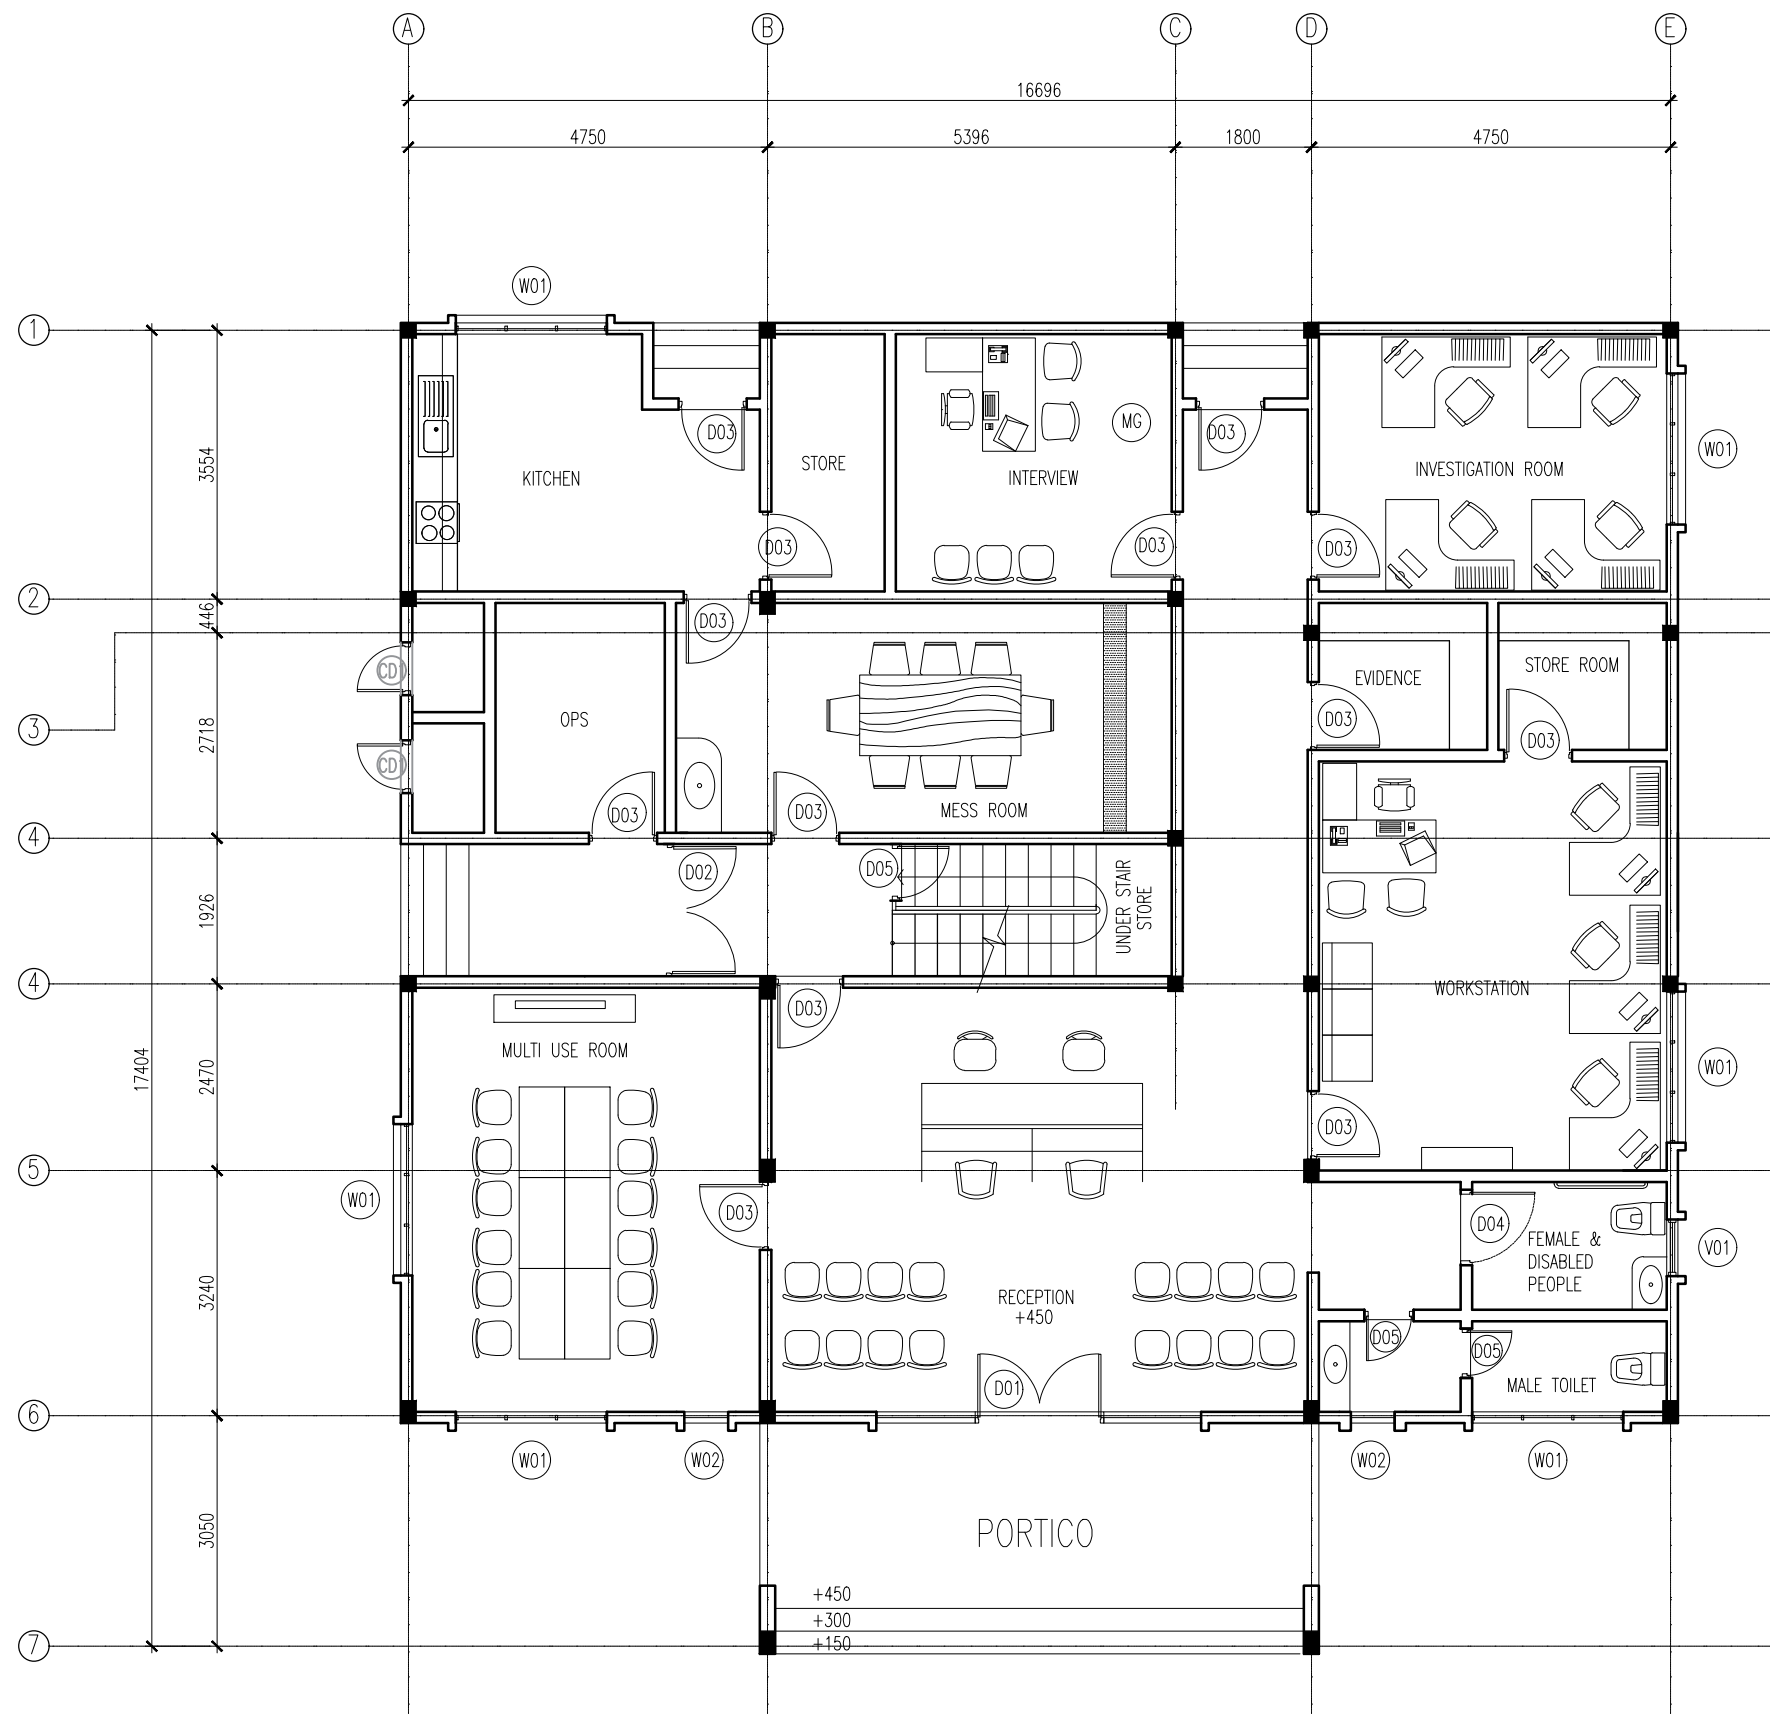 A B C D E
16696
4750 5396 1800 4750
W01
1
D03 MG D03
STORE
KITCHEN INTERVIEW INVESTIGATION ROOM W01
3554
D03 D03 D03
2
446
D03
CD1 EVIDENCE STORE ROOM
OPS D03
3 2718 D03
CD1
D03 D03 MESS ROOM
4
D02 D05
UNDER STAIR
STORE
1926
4
WORKSTATION
D03
MULTI USE ROOM
17404 2470 W01
D03
5
W01 D03 D04
FEMALE &
DISABLED
PEOPLE
V01
3240
RECEPTION
+450
D05
D05
D01 MALE TOILET
6
W01 W02 W02 W01
3050 PORTICO
+450
+300
+150
7